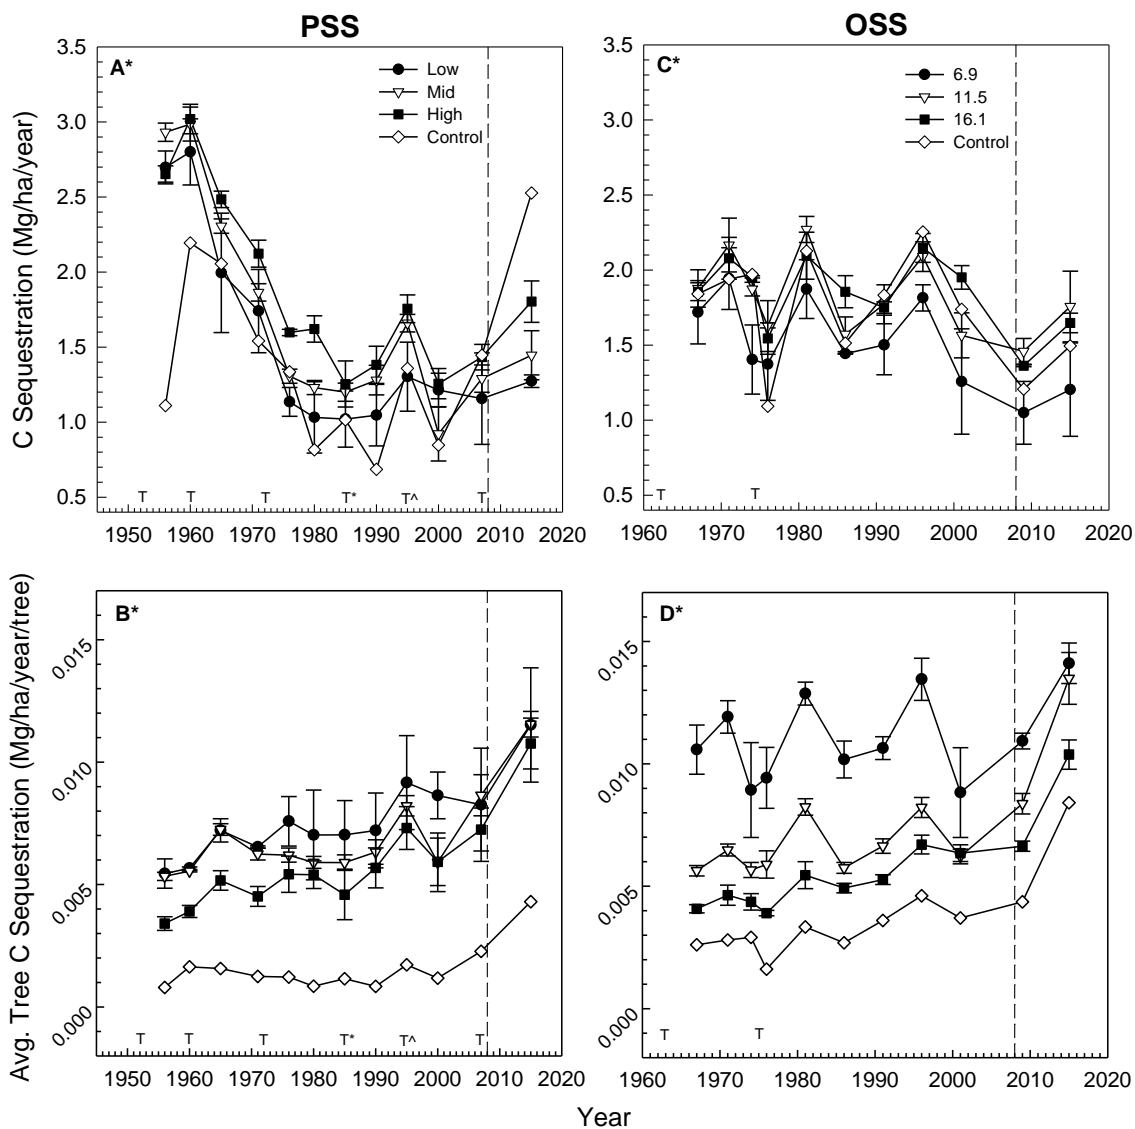 PSS
OSS
C Sequestration (Mg/ha/year)
A*
Low
Mid
High
Control
3.5
3.0
2.5
2.0
1.5
1.0
0.5
T T T T* T^ T
1950 1960 1970 1980 1990 2000 2010 2020
C*
6.9
11.5
16.1
Control
3.5
3.0
2.5
2.0
1.5
1.0
0.5
T T
1960 1970 1980 1990 2000 2010 2020
Avg. Tree C Sequestration (Mg/ha/year/tree)
B*
0.015
0.010
0.005
0.000
T T T T* T^ T
1950 1960 1970 1980 1990 2000 2010 2020
D*
0.015
0.010
0.005
0.000
T T
1960 1970 1980 1990 2000 2010 2020
Year